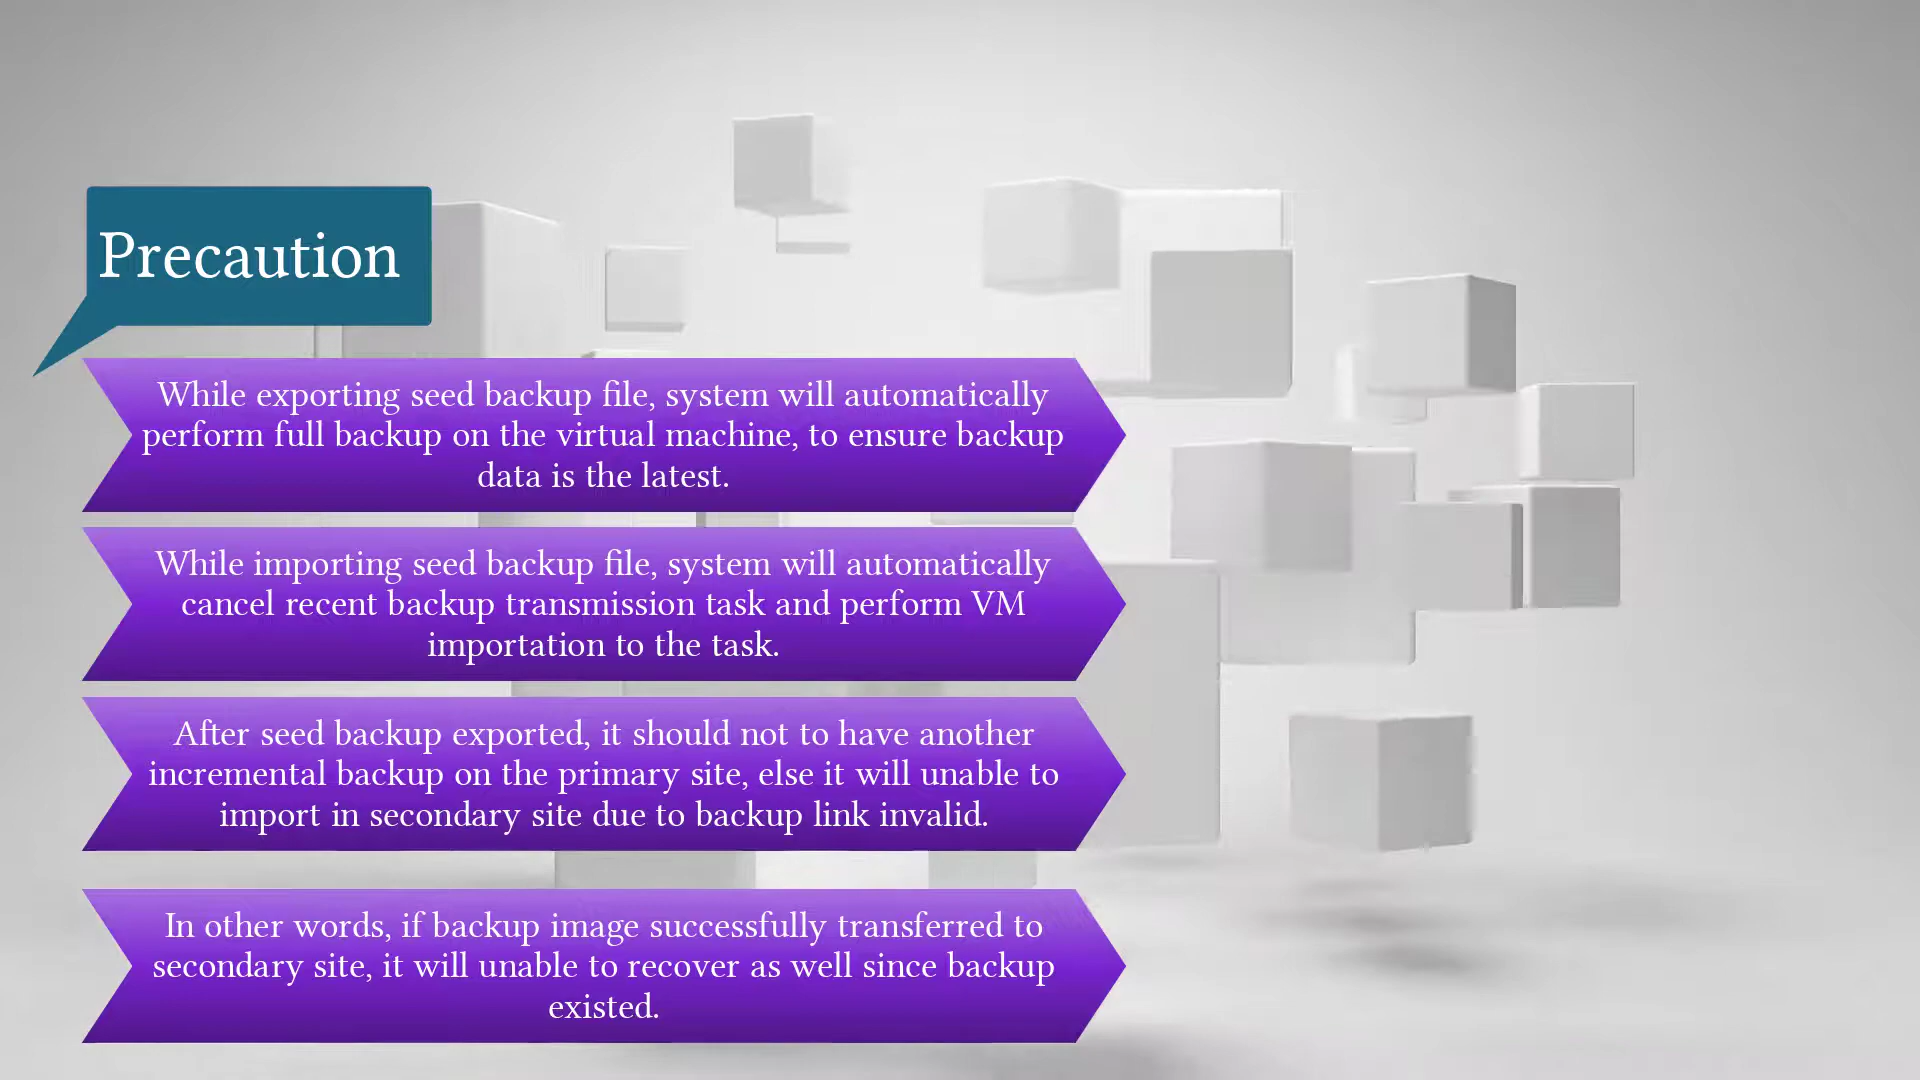 Precaution
While exporting seed backup file, system will automatically
perform full backup on the virtual machine, to ensure backup
data is the latest.
While importing seed backup file, system will automatically
cancel recent backup transmission task and perform VM
importation to the task.
After seed backup exported, it should not to have another
incremental backup on the primary site, else it will unable to
import in secondary site due to backup link invalid.
In other words, if backup image successfully transferred to
secondary site, it will unable to recover as well since backup
existed.